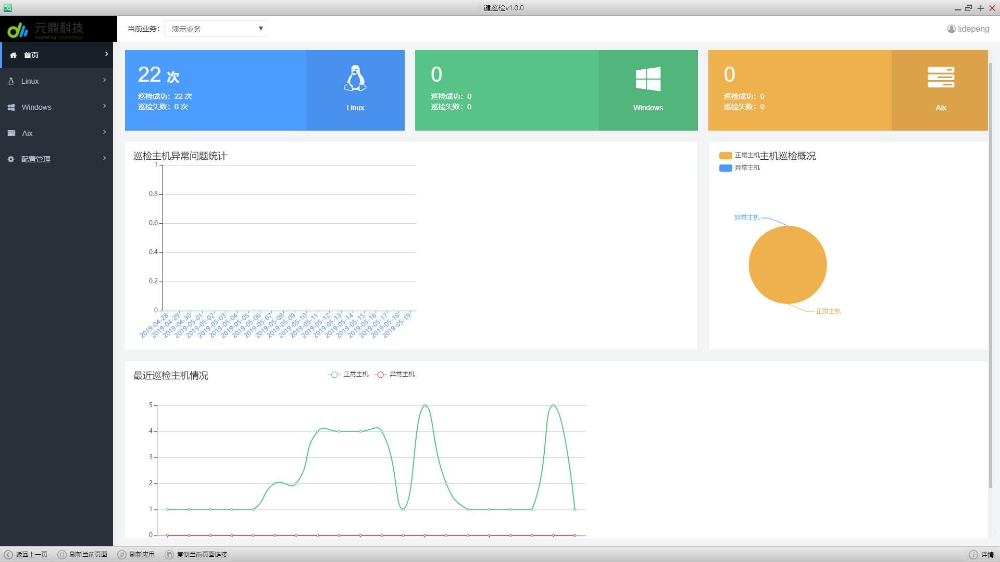 一键巡检v1.0.0
元鼎科技
Yuanding Technology
当前业务：
演示业务
lidepeng
首页
Linux
Windows
Aix
配置管理
22 次
巡检成功：22 次
巡检失败：0 次
Linux
0
巡检成功：0
巡检失败：0
Windows
0
巡检成功：0
巡检失败：0
Aix
巡检主机异常问题统计
1
0.8
0.6
0.4
0.2
0
2019-04-28
2019-04-29
2019-04-30
2019-05-01
2019-05-02
2019-05-03
2019-05-04
2019-05-05
2019-05-06
2019-05-07
2019-05-08
2019-05-09
2019-05-10
2019-05-11
2019-05-12
2019-05-13
2019-05-14
2019-05-15
2019-05-16
2019-05-17
2019-05-18
2019-05-19
正常主机
主机巡检概况
异常主机
异常主机
正常主机
最近巡检主机情况
正常主机
异常主机
5
4
3
2
1
0
返回上一页
刷新当前页面
刷新应用
复制当前页面链接
详情